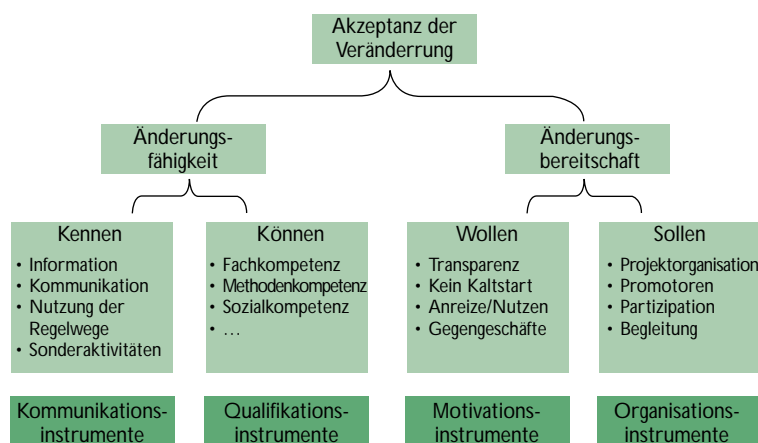 Akzeptanz der
Veränderrung
Änderungs-
fähigkeit
Änderungs-
bereitschaft
Kennen
• Information
• Kommunikation
• Nutzung der
Regelwege
• Sonderaktivitäten
Können
• Fachkompetenz
• Methodenkompetenz
• Sozialkompetenz
• …
Wollen
• Transparenz
• Kein Kaltstart
• Anreize/Nutzen
• Gegengeschäfte
Sollen
• Projektorganisation
• Promotoren
• Partizipation
• Begleitung
Kommunikations-
instrumente
Qualifikations-
instrumente
Motivations-
instrumente
Organisations-
instrumente